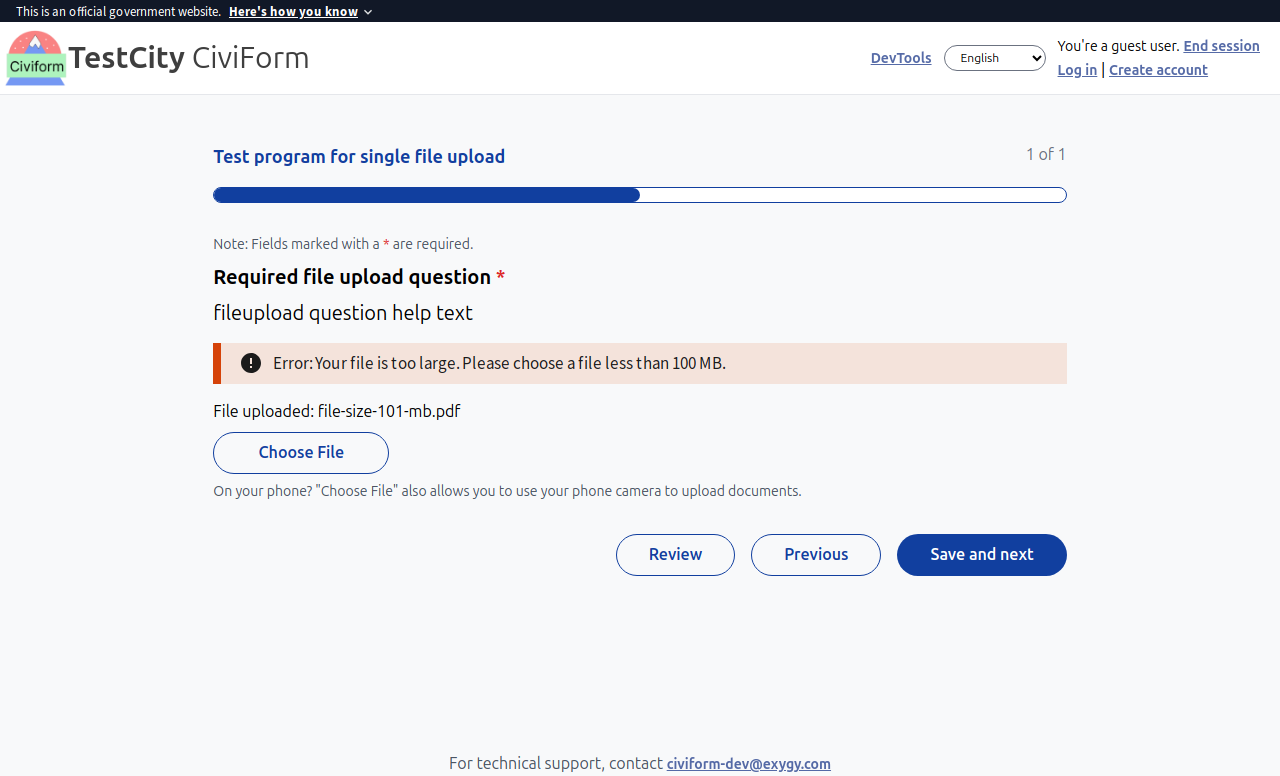 This is an official government website. Here's how you know
Civiform
TestCity CiviForm
DevTools
English
You're a guest user. End session
Log in | Create account
Test program for single file upload
1 of 1
Note: Fields marked with a * are required.
Required file upload question *
fileupload question help text
Error: Your file is too large. Please choose a file less than 100 MB.
File uploaded: file-size-101-mb.pdf
Choose File
On your phone? "Choose File" also allows you to use your phone camera to upload documents.
Review
Previous
Save and next
For technical support, contact civiform-dev@exygy.com